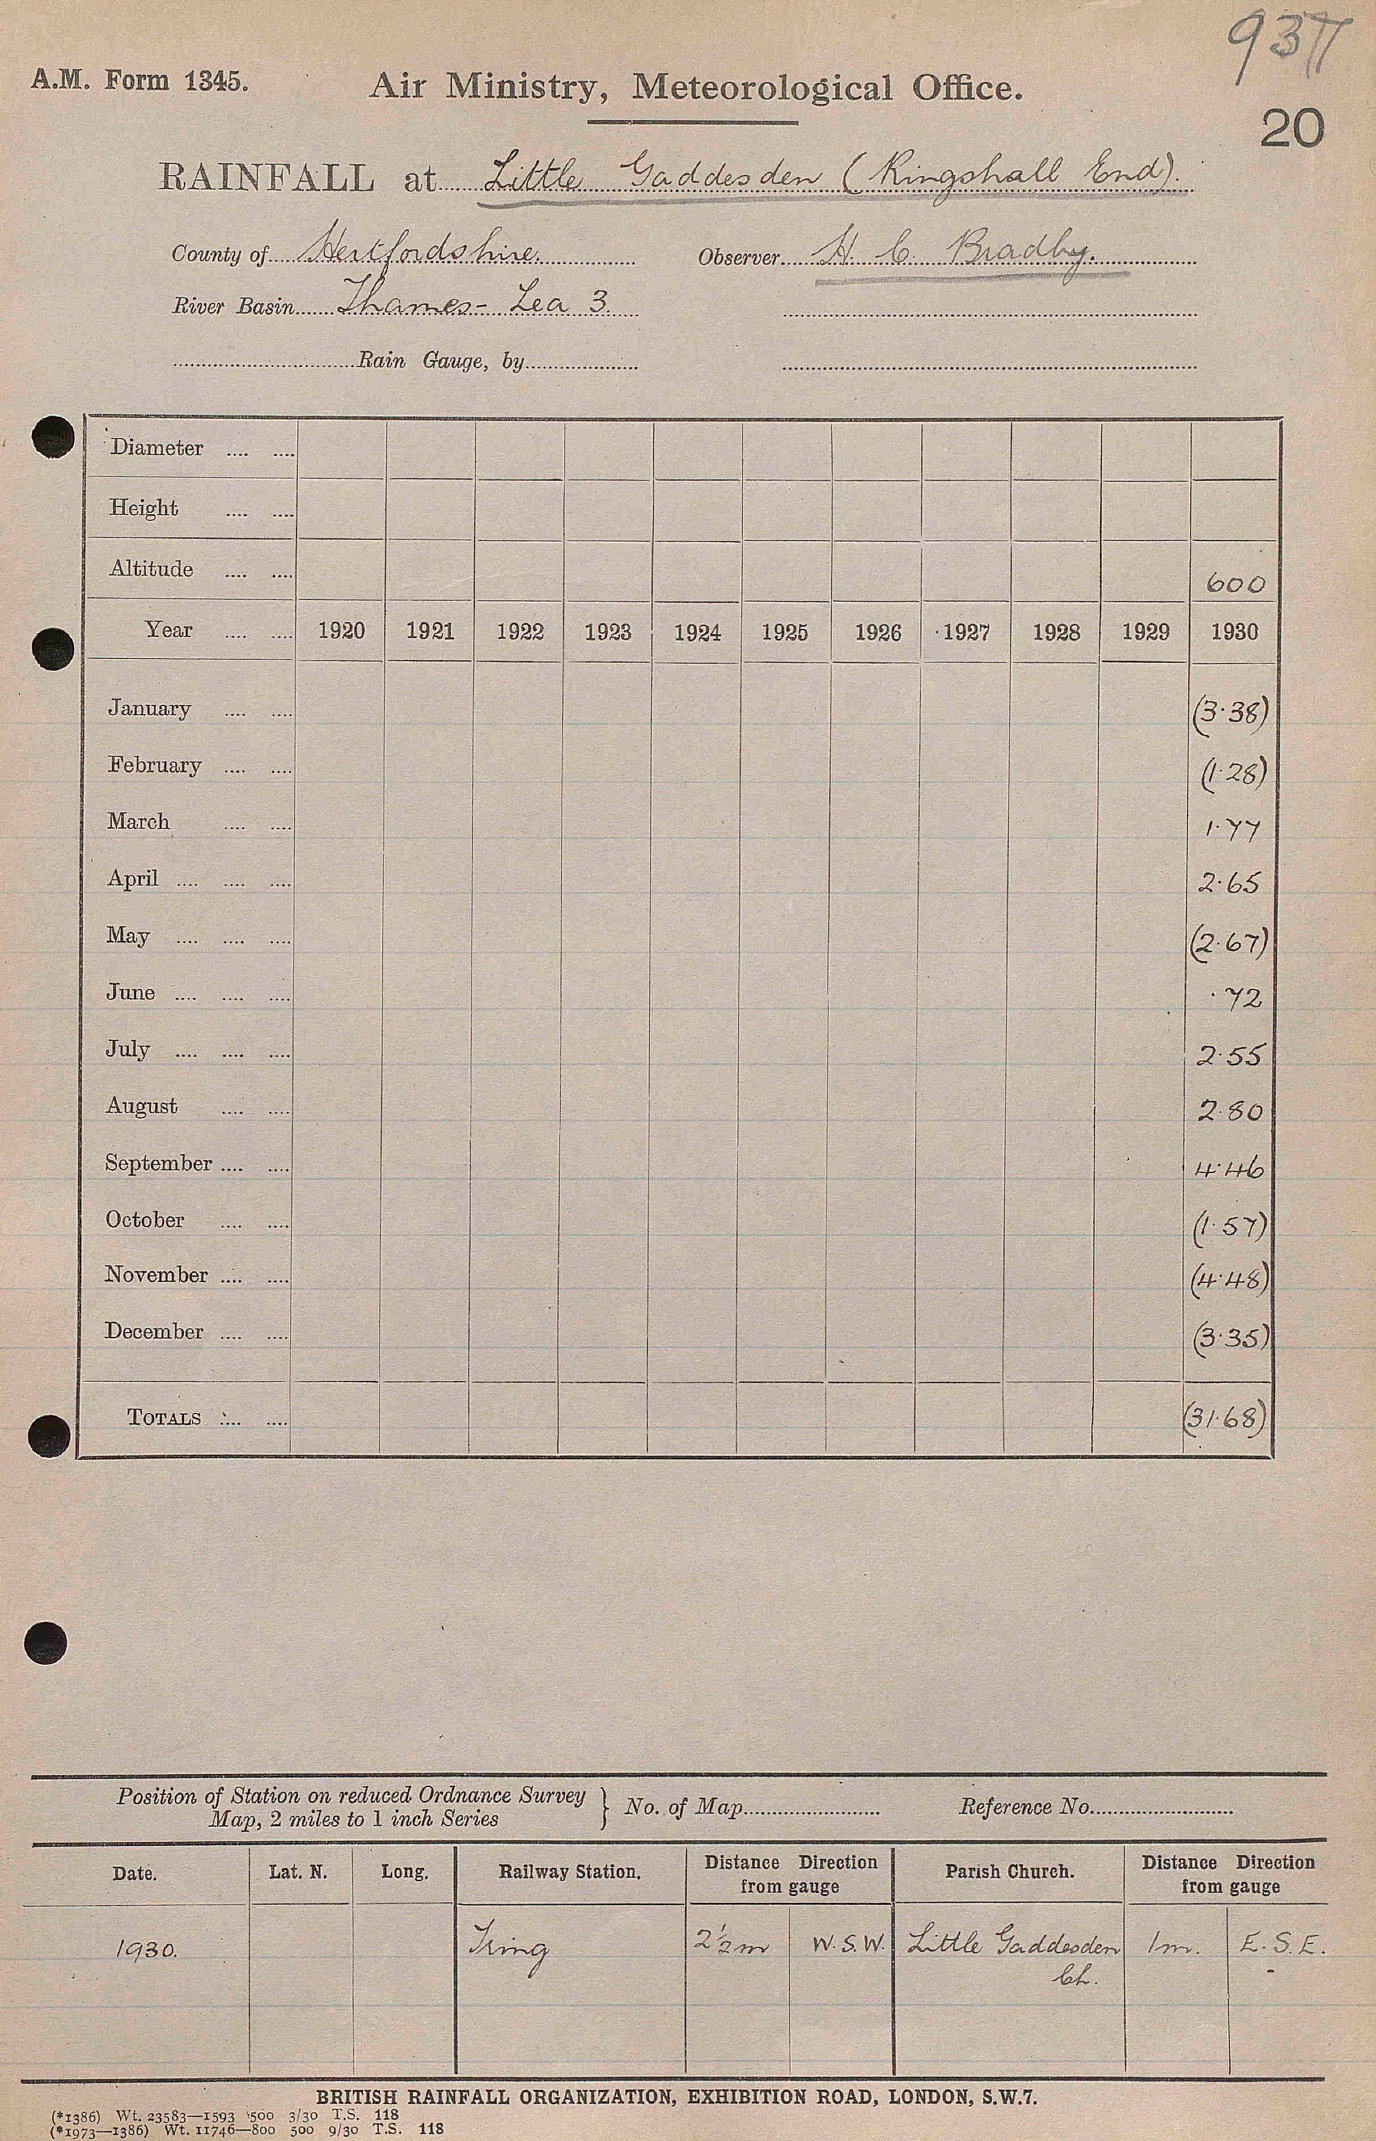 937
A.M. Form 1345. Air Ministry, Meteorological Office.
20
RAINFALL at Little Gaddesden (Ringshall End).
County of Hertfordshire. Observer H. C. Bradby.
River Basin Thames - Lea 3.
Rain Gauge, by
Diameter .... ....
Height .... ....
Altitude .... .... 600
Year .... .... 1920 1921 1922 1923 1924 1925 1926 1927 1928 1929 1930
January .... .... (3·38)
February .... .... (1·28)
March .... .... 1·77
April .... .... .... 2·65
May .... .... .... (2·67)
June .... .... .... ·72
July .... .... .... 2·55
August .... .... 2·80
September .... .... 4·46
October .... .... (1·57)
November .... .... (4·48)
December .... .... (3·35)
TOTALS .... .... (31·68)
Position of Station on reduced Ordnance Survey
Map, 2 miles to 1 inch Series } No. of Map Reference No.
Date. Lat. N. Long. Railway Station. Distance Direction from gauge Parish Church. Distance Direction from gauge
1930. Tring 2½m W.S.W. Little Gaddesden 1m. E.S.E.
Ch.
BRITISH RAINFALL ORGANIZATION, EXHIBITION ROAD, LONDON, S.W.7.
(*1386) Wt. 23583—1593 500 3/30 T.S. 118
(*1973—1386) Wt. 11746—800 500 9/30 T.S. 118